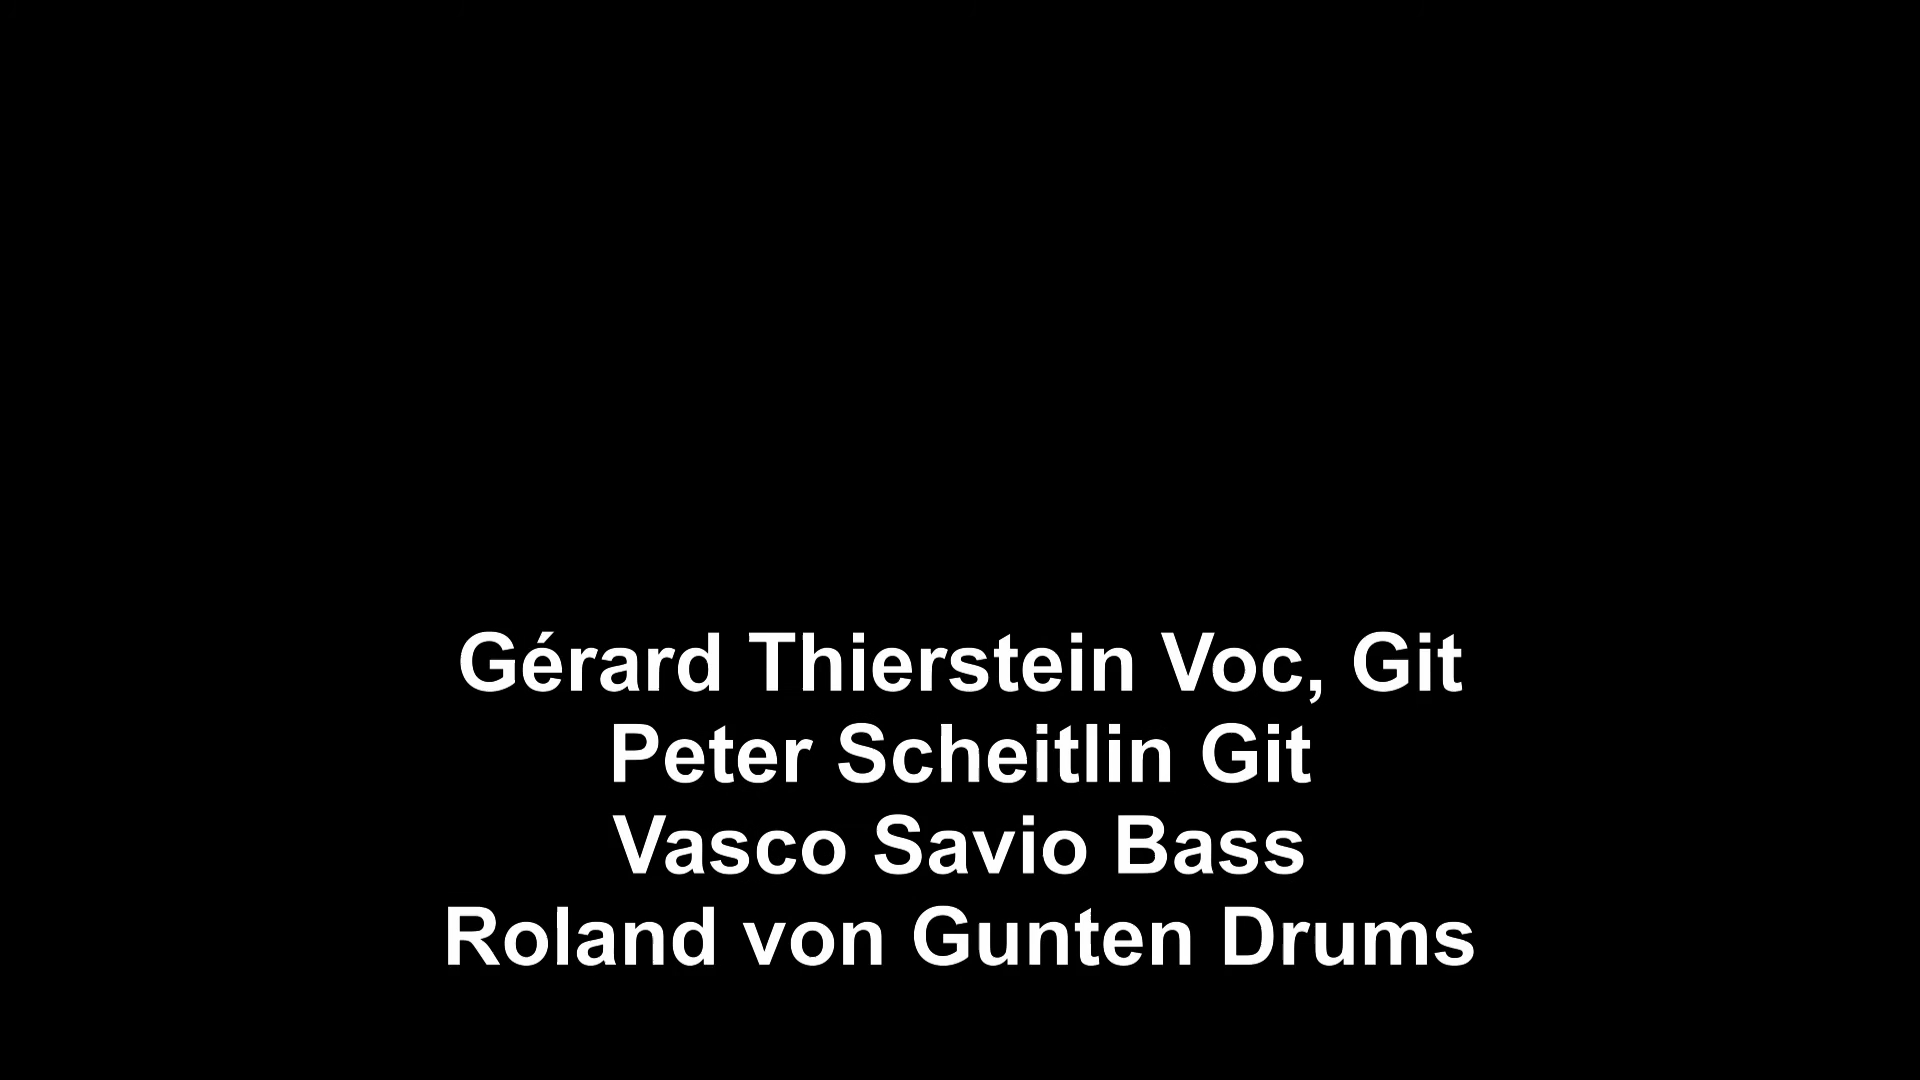 Gérard Thierstein Voc, Git
Peter Scheitlin Git
Vasco Savio Bass
Roland von Gunten Drums